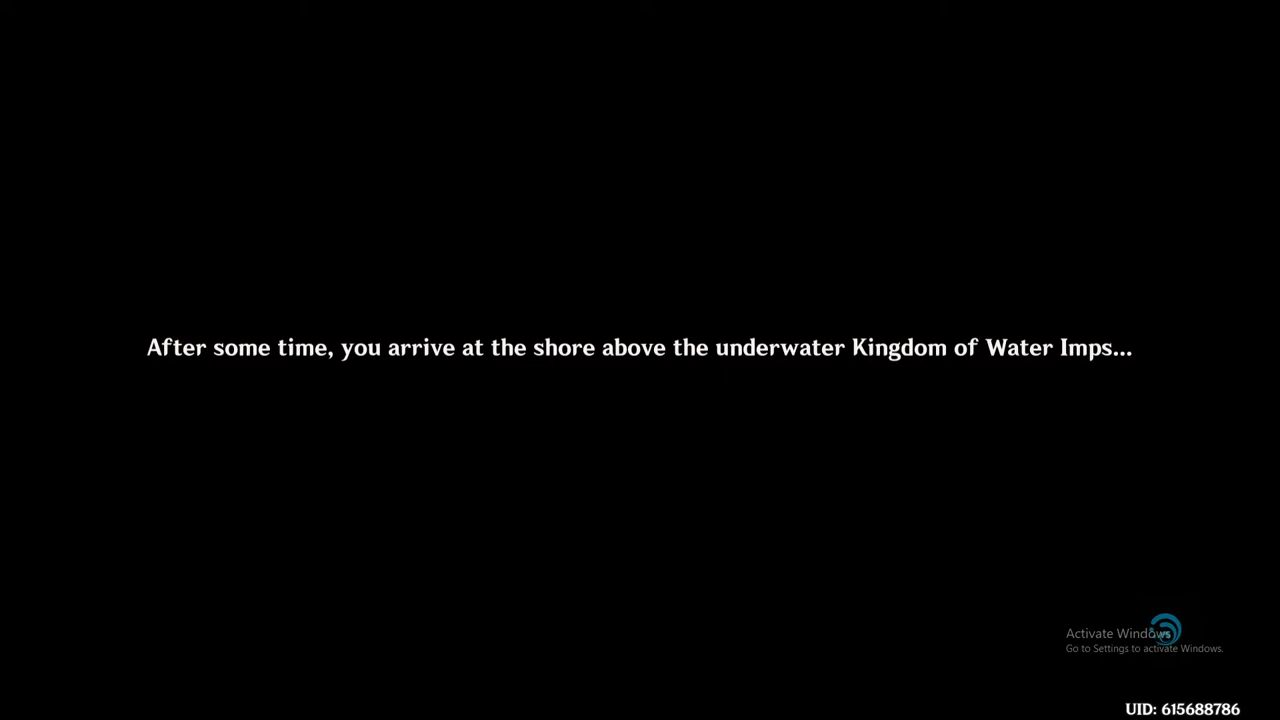 After some time, you arrive at the shore above the underwater Kingdom of Water Imps...
Activate Windows
Go to Settings to activate Windows.
UID: 615688786